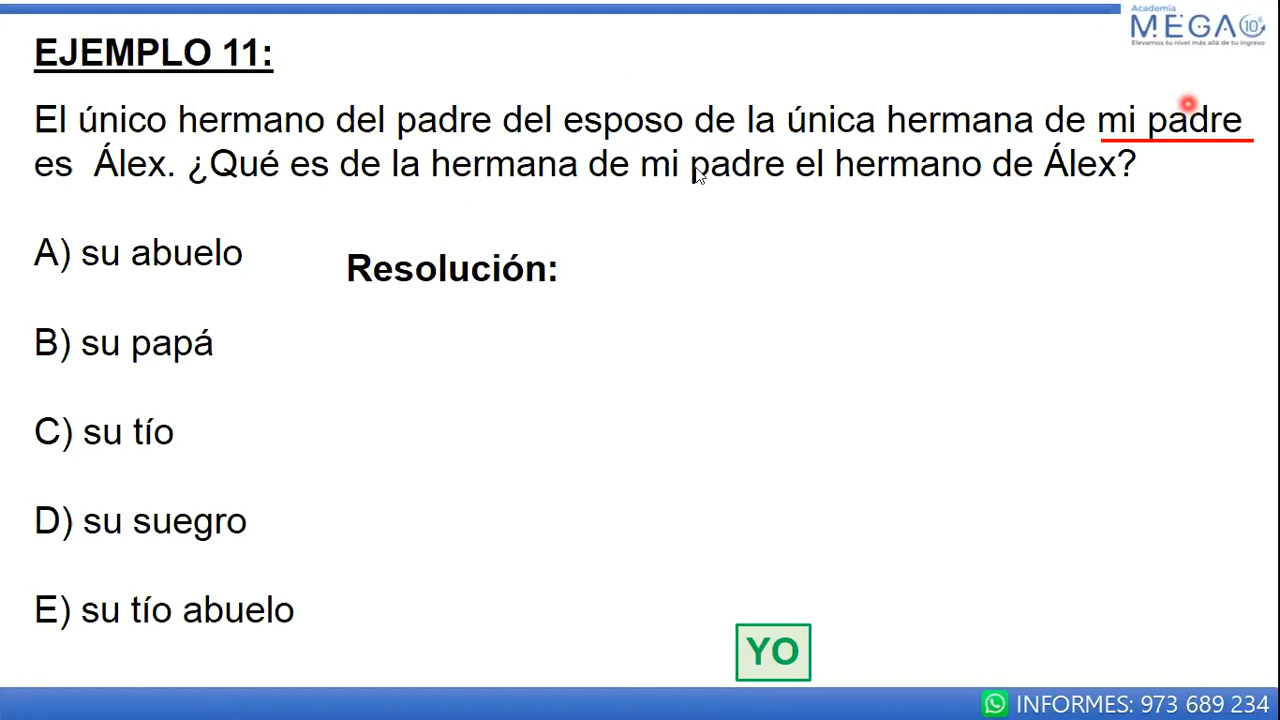 Academia
MEGA 10⁶
Elevamos tu nivel más allá de tu ingreso
EJEMPLO 11:
El único hermano del padre del esposo de la única hermana de mi padre
es Álex. ¿Qué es de la hermana de mi padre el hermano de Álex?
A) su abuelo
Resolución:
B) su papá
C) su tío
D) su suegro
E) su tío abuelo
YO
INFORMES: 973 689 234